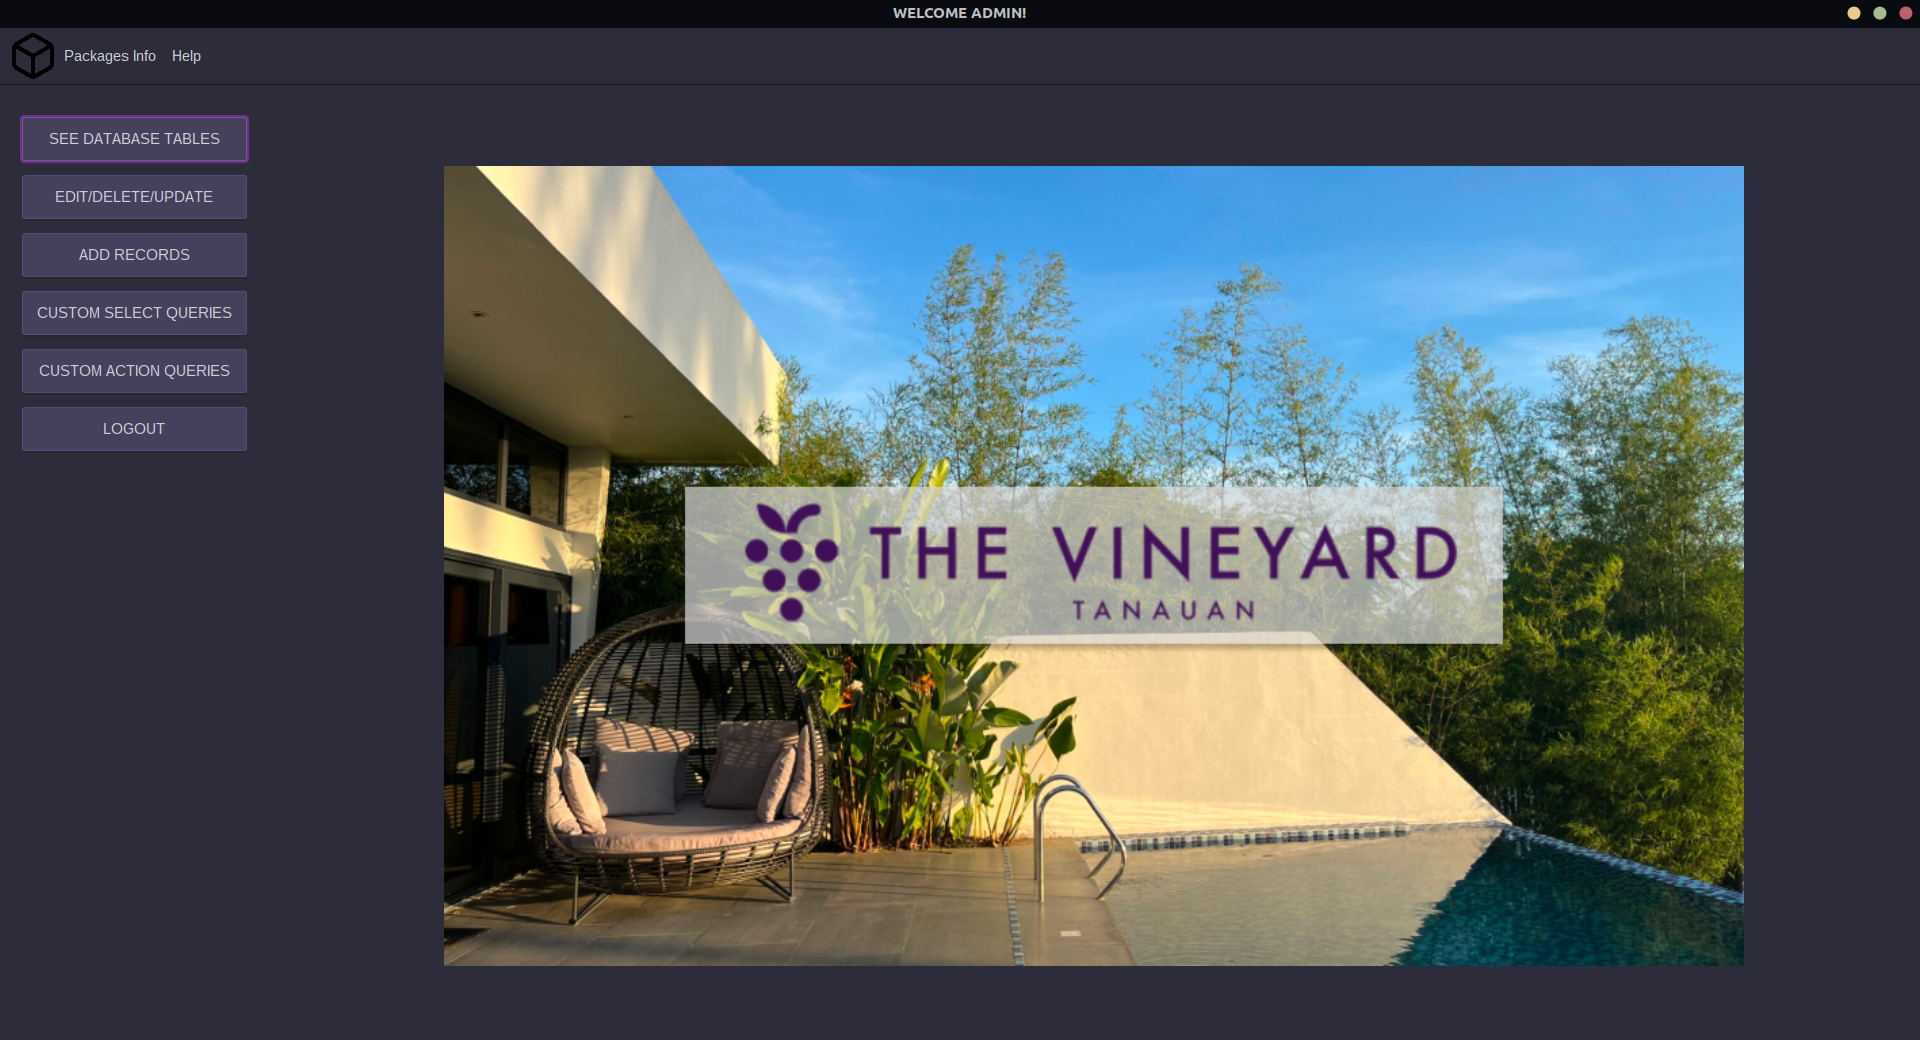 WELCOME ADMIN!
Packages Info
Help
SEE DATABASE TABLES
EDIT/DELETE/UPDATE
ADD RECORDS
CUSTOM SELECT QUERIES
CUSTOM ACTION QUERIES
LOGOUT
THE VINEYARD
TANAUAN